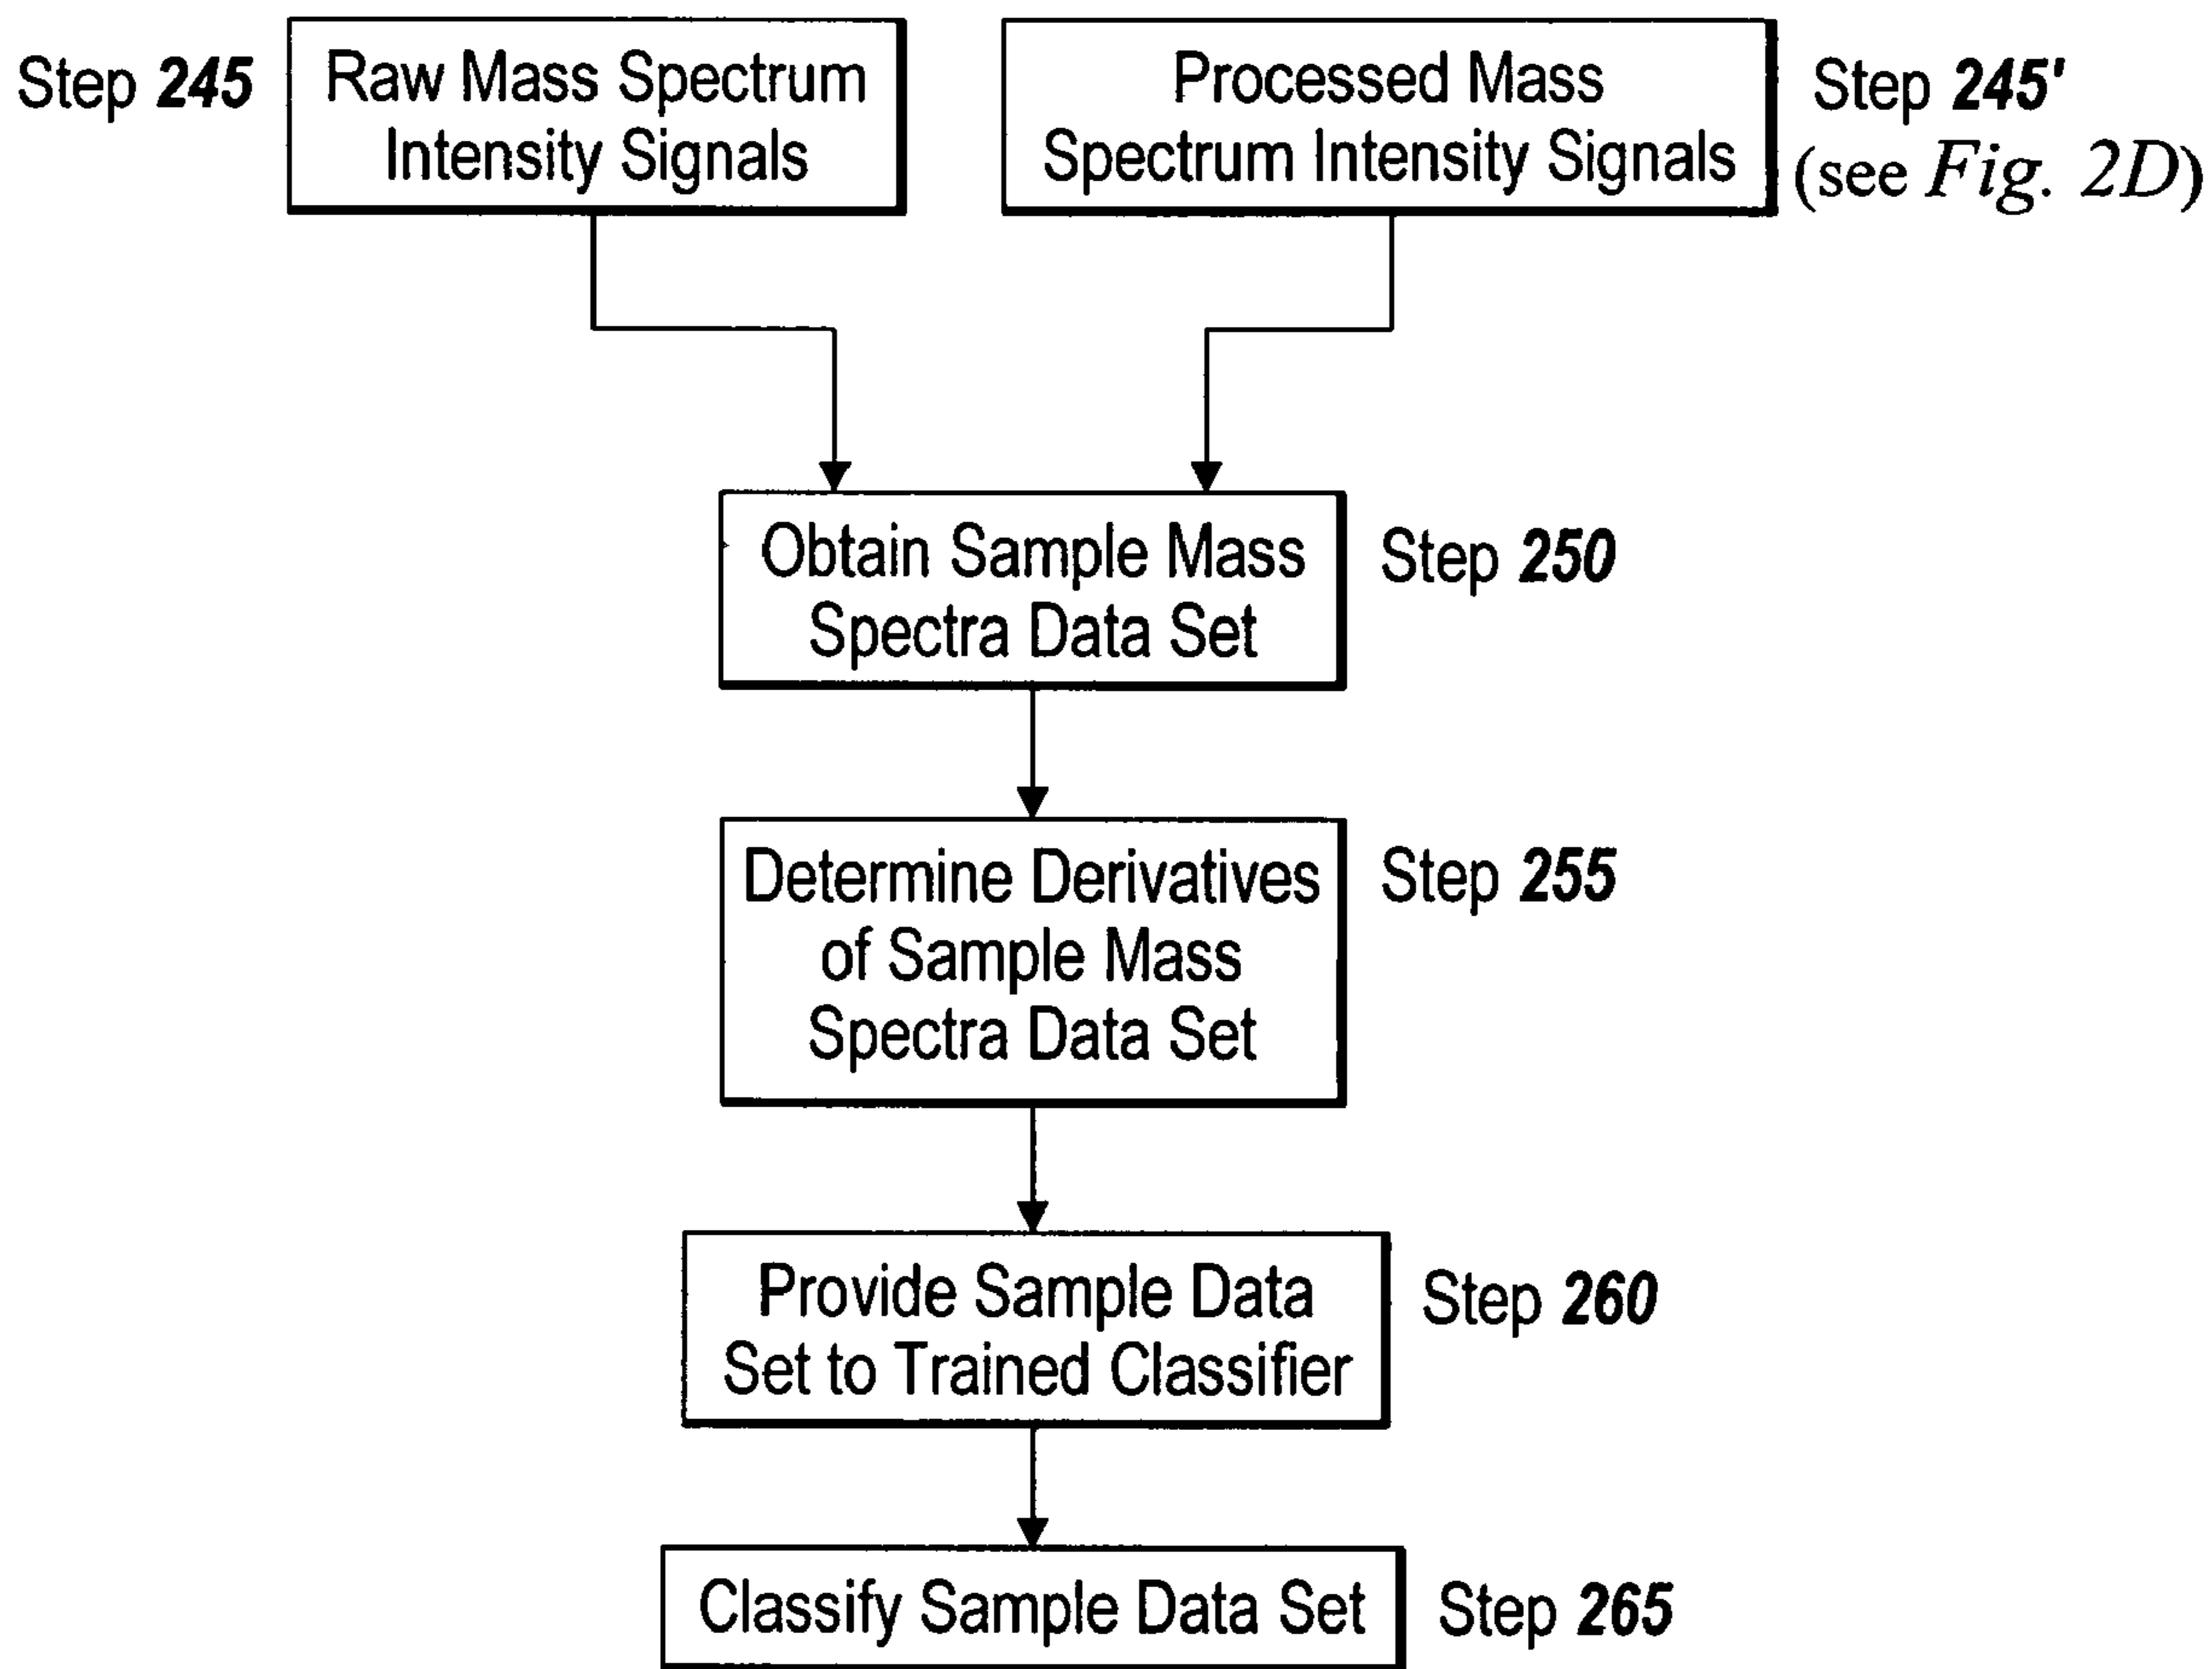 Step 245
Raw Mass Spectrum
Intensity Signals
Processed Mass
Spectrum Intensity Signals
Step 245'
(see Fig. 2D)
Obtain Sample Mass
Spectra Data Set
Step 250
Determine Derivatives
of Sample Mass
Spectra Data Set
Step 255
Provide Sample Data
Set to Trained Classifier
Step 260
Classify Sample Data Set
Step 265